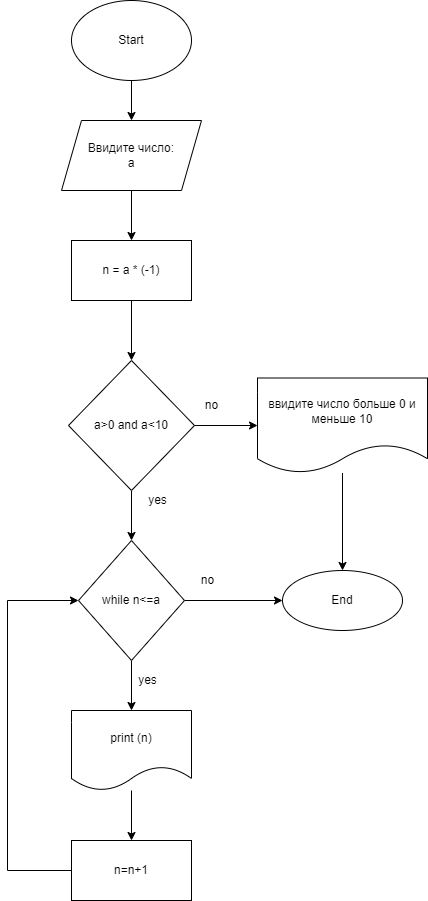 Start
Ввидите число:
a
n = a * (-1)
a>0 and a<10
no
ввидите число больше 0 и
меньше 10
yes
while n<=a
no
End
yes
print (n)
n=n+1